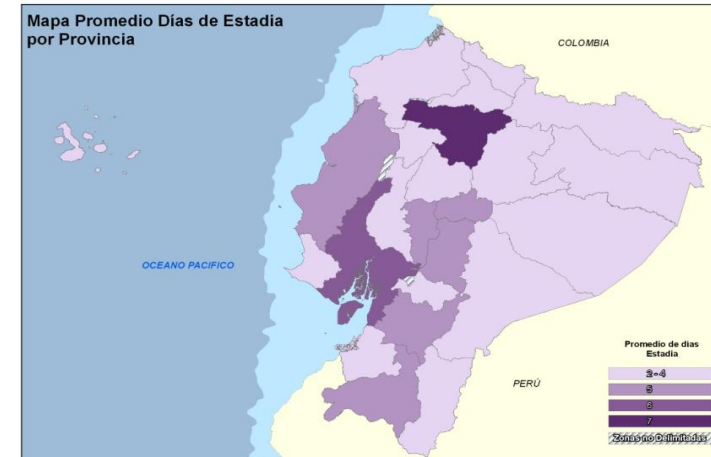 Mapa Promedio Días de Estadia
por Provincia
COLOMBIA
OCEANO PACIFICO
PERÚ
Promedio de dias
Estadia
2 - 4
5
6
7
Zonas no Delimitadas